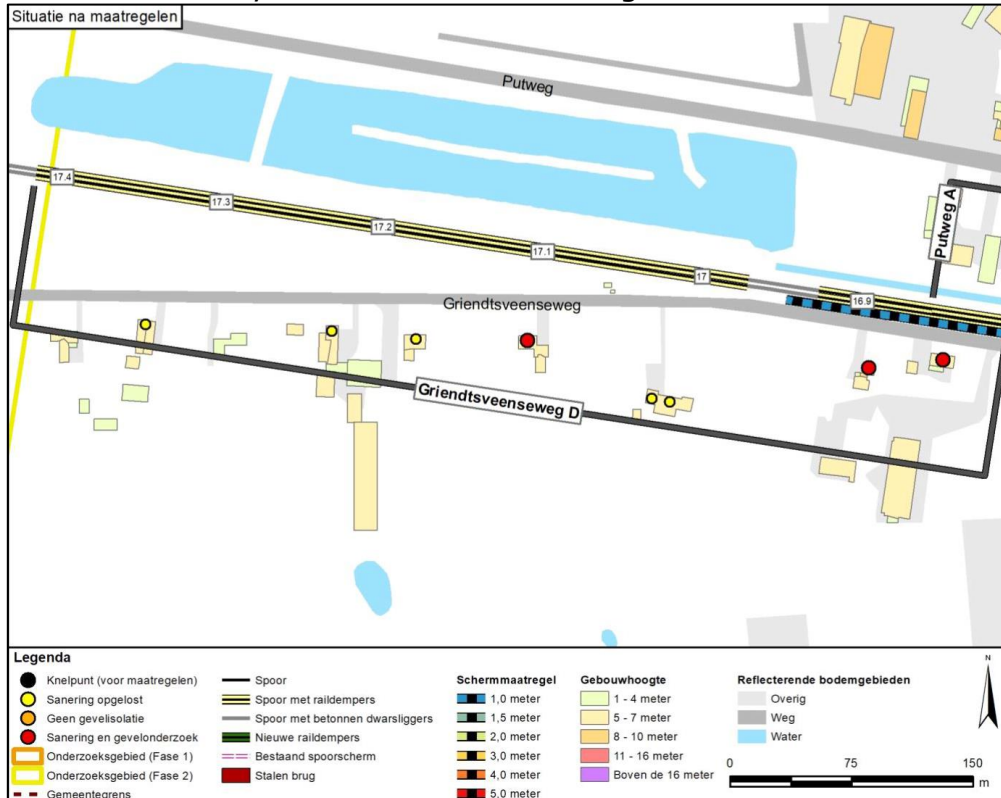 Situatie na maatregelen
Putweg
17.4
17.3
17.2
17.1
17
16.9
Putweg A
Griendtsveenseweg
Griendtsveenseweg D
Legenda
Knelpunt (voor maatregelen)
Sanering opgelost
Geen gevelisolatie
Sanering en gevelonderzoek
Onderzoeksgebied (Fase 1)
Onderzoeksgebied (Fase 2)
Gemeentegrens
Spoor
Spoor met raildempers
Spoor met betonnen dwarsliggers
Nieuwe raildempers
Bestaand spoorscherm
Stalen brug
Schermmaatregel
1,0 meter
1,5 meter
2,0 meter
3,0 meter
4,0 meter
5,0 meter
Gebouwhoogte
1 - 4 meter
5 - 7 meter
8 - 10 meter
11 - 16 meter
Boven de 16 meter
Reflecterende bodemgebieden
Overig
Weg
Water
N
0 75 150
m